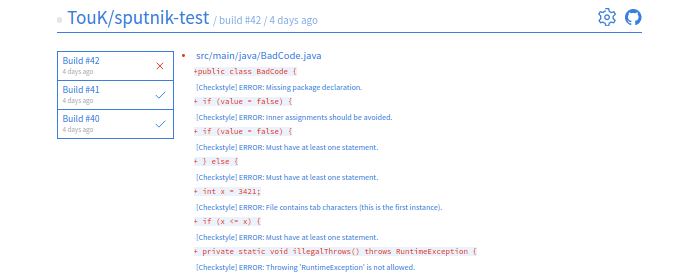 TouK/sputnik-test / build #42 / 4 days ago
Build #42
4 days ago
Build #41
4 days ago
Build #40
4 days ago
src/main/java/BadCode.java
+public class BadCode {
[Checkstyle] ERROR: Missing package declaration.
+ if (value = false) {
[Checkstyle] ERROR: Inner assignments should be avoided.
+ if (value = false) {
[Checkstyle] ERROR: Must have at least one statement.
+ } else {
[Checkstyle] ERROR: Must have at least one statement.
+ int x = 3421;
[Checkstyle] ERROR: File contains tab characters (this is the first instance).
+ if (x <= x) {
[Checkstyle] ERROR: Must have at least one statement.
+ private static void illegalThrows() throws RuntimeException {
[Checkstyle] ERROR: Throwing 'RuntimeException' is not allowed.